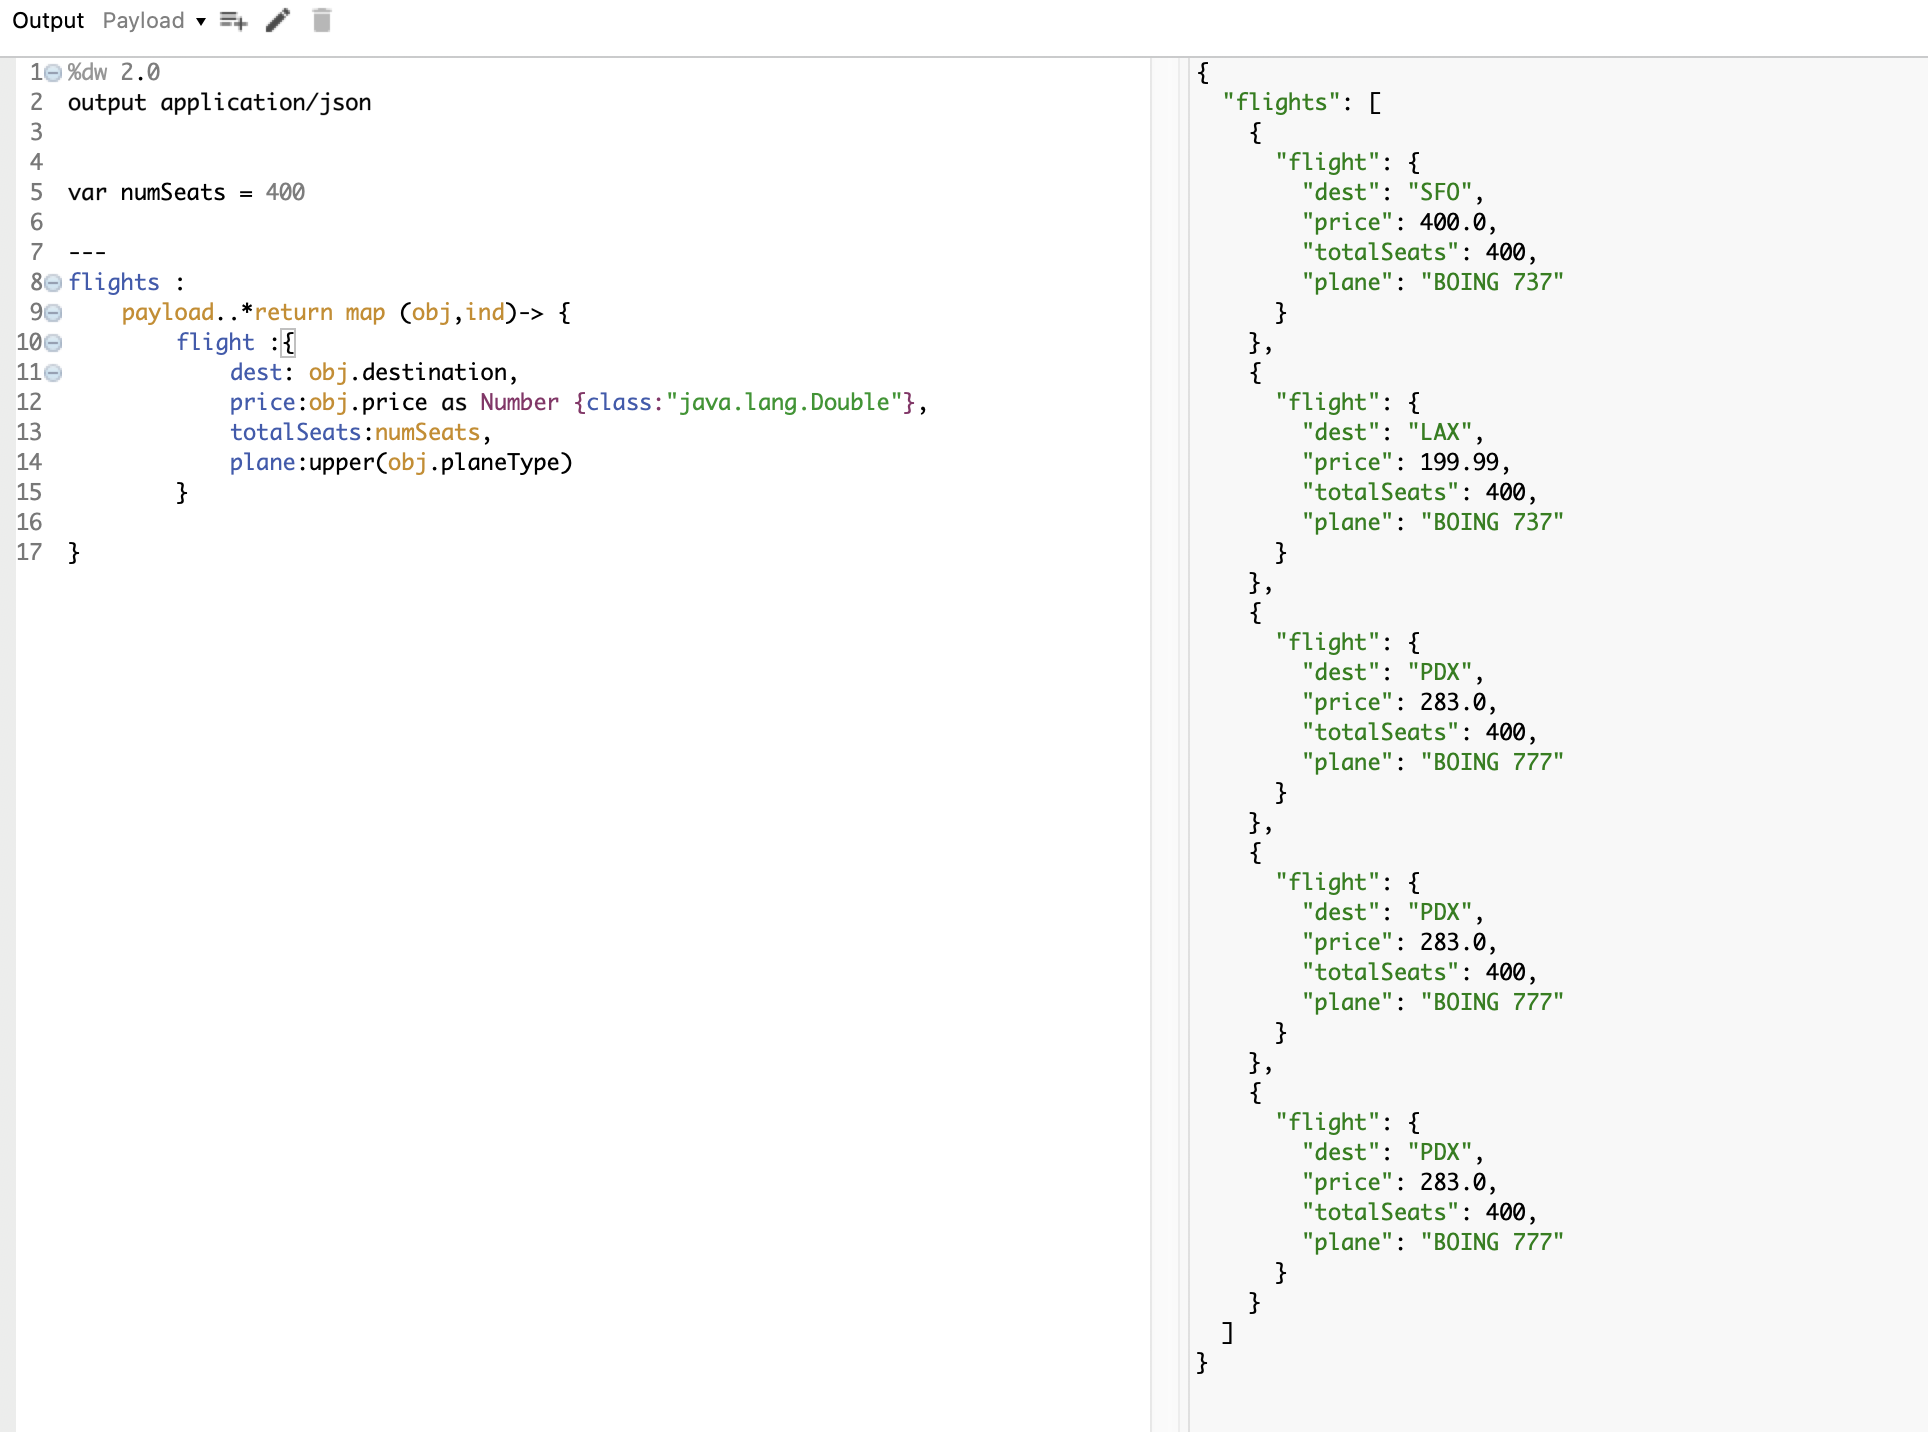 Output Payload
1 %dw 2.0
2 output application/json
3
4
5 var numSeats = 400
6
7 ---
8 flights :
9 payload..*return map (obj,ind)-> {
10 flight :{
11 dest: obj.destination,
12 price:obj.price as Number {class:"java.lang.Double"},
13 totalSeats:numSeats,
14 plane:upper(obj.planeType)
15 }
16
17 }
{
"flights": [
{
"flight": {
"dest": "SFO",
"price": 400.0,
"totalSeats": 400,
"plane": "BOING 737"
}
},
{
"flight": {
"dest": "LAX",
"price": 199.99,
"totalSeats": 400,
"plane": "BOING 737"
}
},
{
"flight": {
"dest": "PDX",
"price": 283.0,
"totalSeats": 400,
"plane": "BOING 777"
}
},
{
"flight": {
"dest": "PDX",
"price": 283.0,
"totalSeats": 400,
"plane": "BOING 777"
}
},
{
"flight": {
"dest": "PDX",
"price": 283.0,
"totalSeats": 400,
"plane": "BOING 777"
}
}
]
}